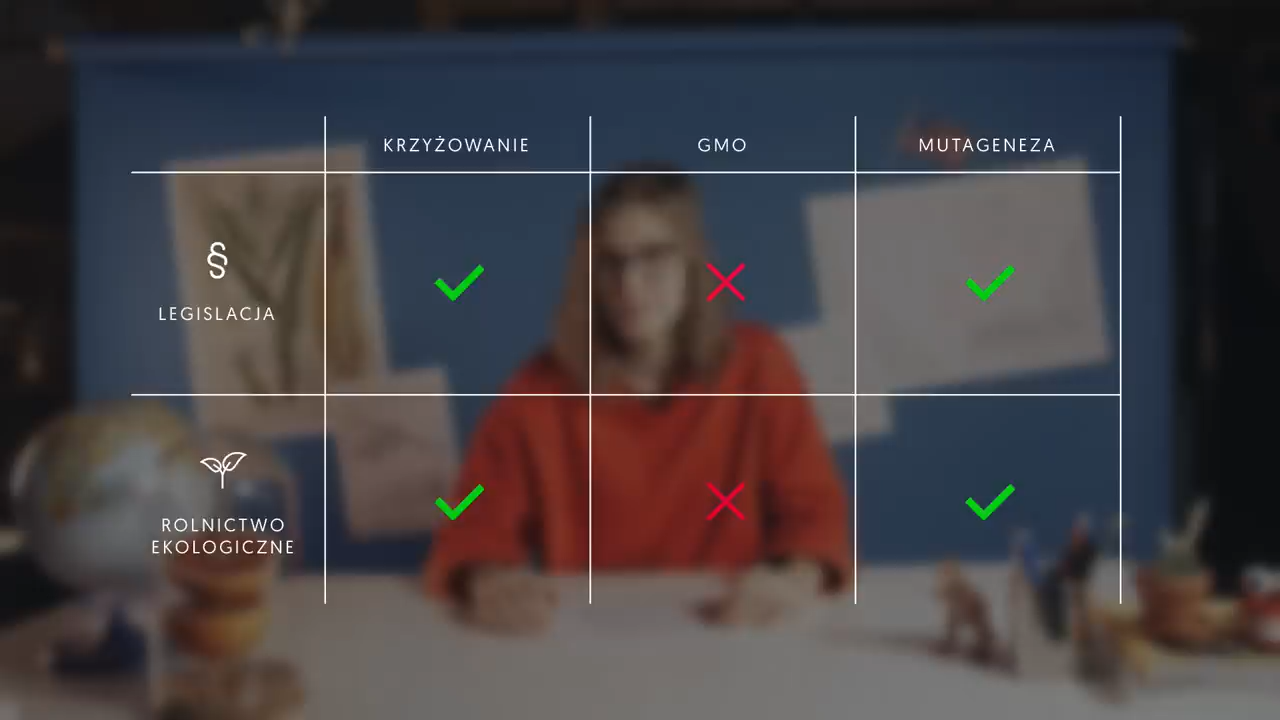 KRZYŻOWANIE GMO MUTAGENEZA
§
LEGISLACJA
ROLNICTWO
EKOLOGICZNE